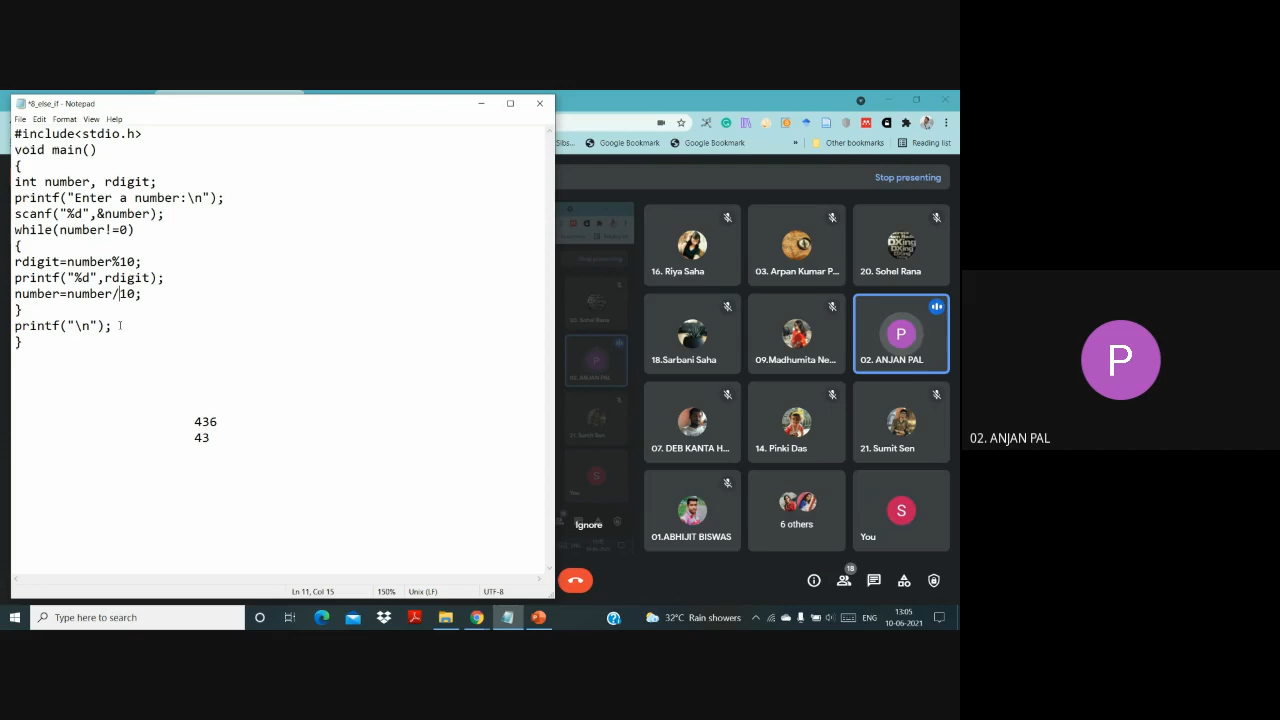 *8_else_if - Notepad
File Edit Format View Help
#include<stdio.h>
void main()
{
int number, rdigit;
printf("Enter a number:\n");
scanf("%d",&number);
while(number!=0)
{
rdigit=number%10;
printf("%d",rdigit);
number=number/10;
}
printf("\n");
}
436
43
Ln 11, Col 15 150% Unix (LF) UTF-8
Sibs... Google Bookmark Google Bookmark » Other bookmarks Reading list
Stop presenting
16. Riya Saha
03. Arpan Kumar P...
20. Sohel Rana
18.Sarbani Saha
09.Madhumita Ne...
P
02. ANJAN PAL
07. DEB KANTA H...
14. Pinki Das
21. Sumit Sen
01.ABHIJIT BISWAS
6 others
S
You
Ignore
18
Type here to search
32°C Rain showers
ENG
13:05
10-06-2021
P
02. ANJAN PAL